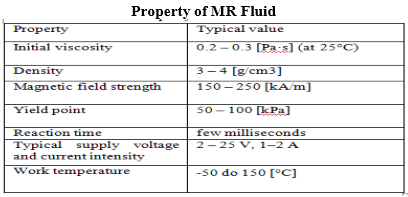 Property of MR Fluid
Property Typical value
Initial viscosity 0.2 – 0.3 [Pa·s] (at 25°C)
Density 3 – 4 [g/cm3]
Magnetic field strength 150 – 250 [kA/m]
Yield point 50 – 100 [kPa]
Reaction time few milliseconds
Typical supply voltage 2 – 25 V, 1–2 A
and current intensity
Work temperature -50 do 150 [°C]